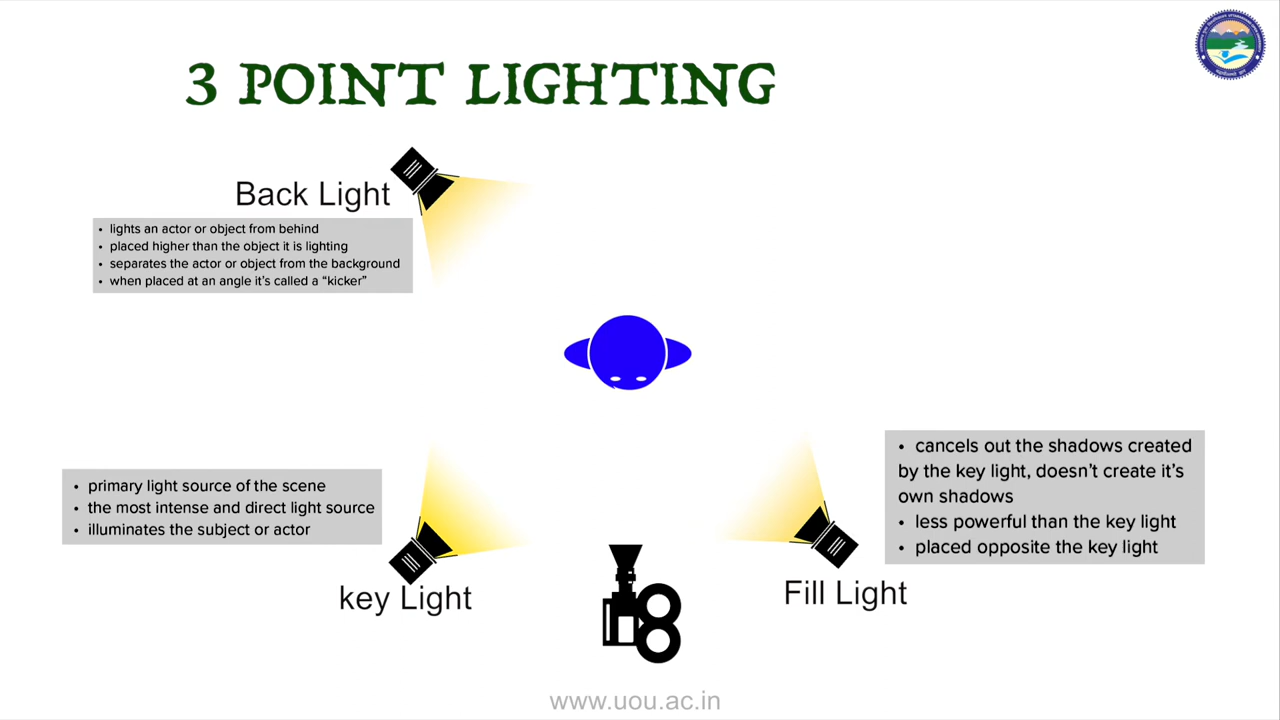 3 POINT LIGHTING
Back Light
• lights an actor or object from behind
• placed higher than the object it is lighting
• separates the actor or object from the background
• when placed at an angle it's called a “kicker”
• primary light source of the scene
• the most intense and direct light source
• illuminates the subject or actor
key Light
• cancels out the shadows created
by the key light, doesn't create it's
own shadows
• less powerful than the key light
• placed opposite the key light
Fill Light
www.uou.ac.in